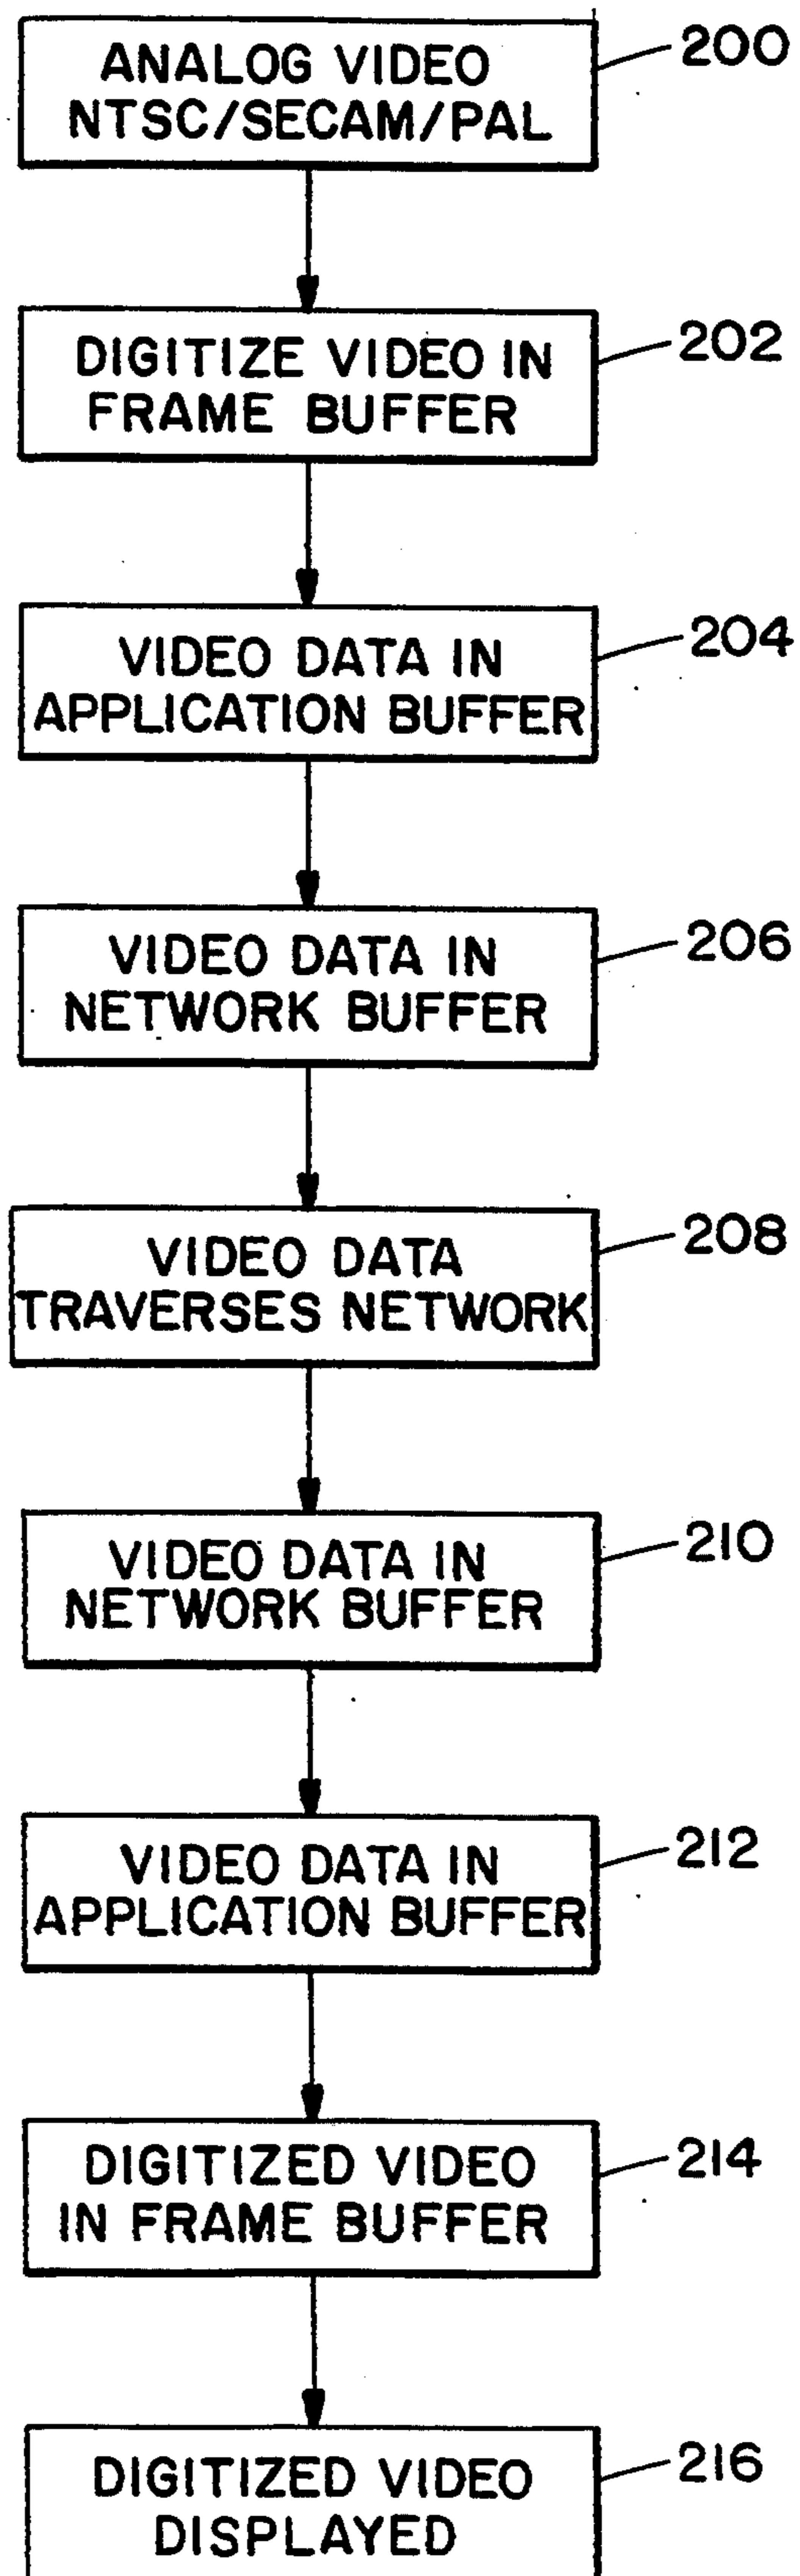 ANALOG VIDEO
NTSC/SECAM/PAL
200
DIGITIZE VIDEO IN
FRAME BUFFER
202
VIDEO DATA IN
APPLICATION BUFFER
204
VIDEO DATA IN
NETWORK BUFFER
206
VIDEO DATA
TRAVERSES NETWORK
208
VIDEO DATA IN
NETWORK BUFFER
210
VIDEO DATA IN
APPLICATION BUFFER
212
DIGITIZED VIDEO
IN FRAME BUFFER
214
DIGITIZED VIDEO
DISPLAYED
216